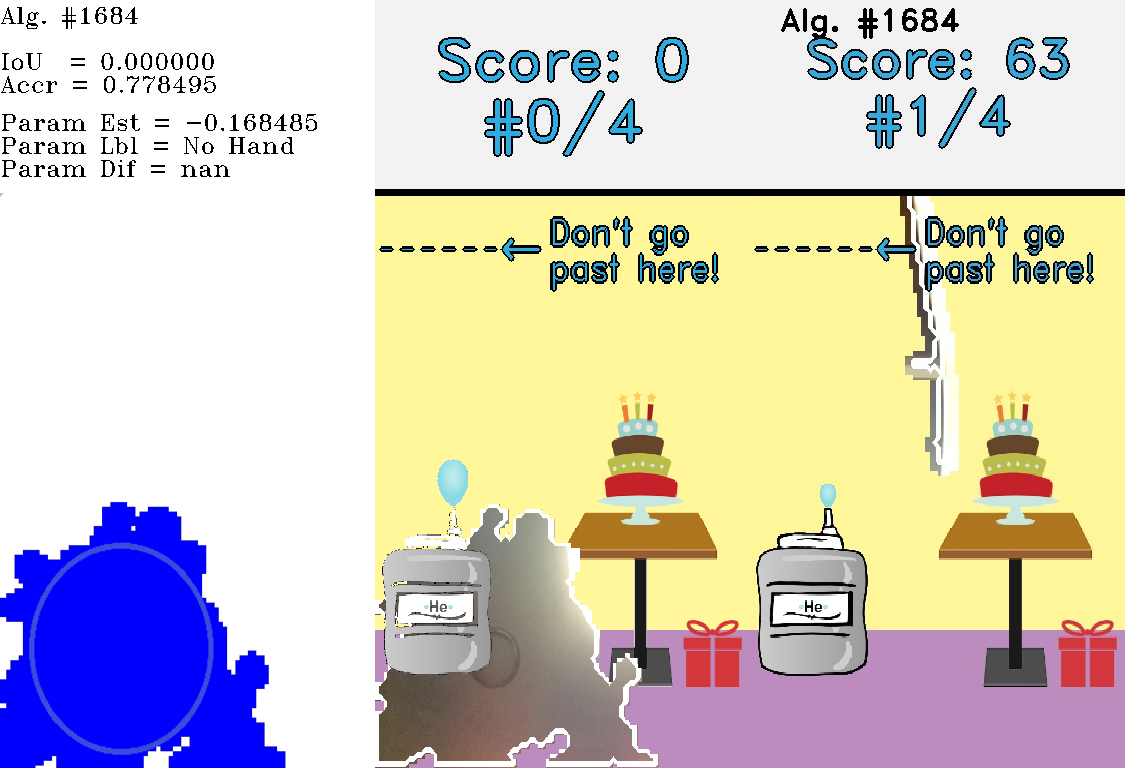 Alg. #1684
IoU = 0.000000
Accr = 0.778495
Param Est = -0.168485
Param Lbl = No Hand
Param Dif = nan
Score: 0
#0/4
Don't go
past here!
He
Alg. #1684
Score: 63
#1/4
Don't go
past here!
He